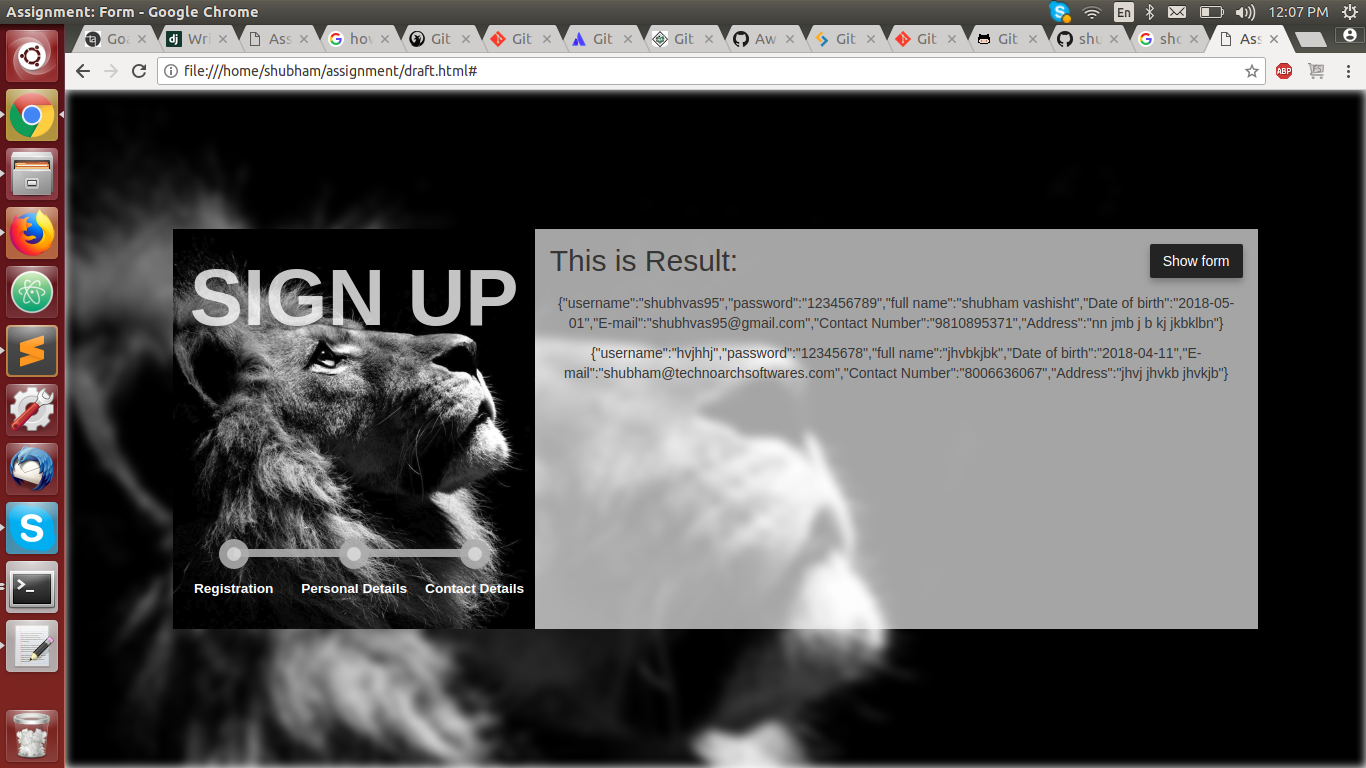 Assignment: Form - Google Chrome
En
12:07 PM
Goa
Wri
Ass
how
Git
Git
Git
Git
Aw
Git
Git
Git
shu
sho
Ass
file:///home/shubham/assignment/draft.html#
ABP
SIGN UP
Registration
Personal Details
Contact Details
This is Result:
Show form
{"username":"shubhvas95","password":"123456789","full name":"shubham vashisht","Date of birth":"2018-05-
01","E-mail":"shubhvas95@gmail.com","Contact Number":"9810895371","Address":"nn jmb j b kj jkbklbn"}
{"username":"hvjhhj","password":"12345678","full name":"jhvbkjbk","Date of birth":"2018-04-11","E-
mail":"shubham@technoarchsoftwares.com","Contact Number":"8006636067","Address":"jhvj jhvkb jhvkjb"}